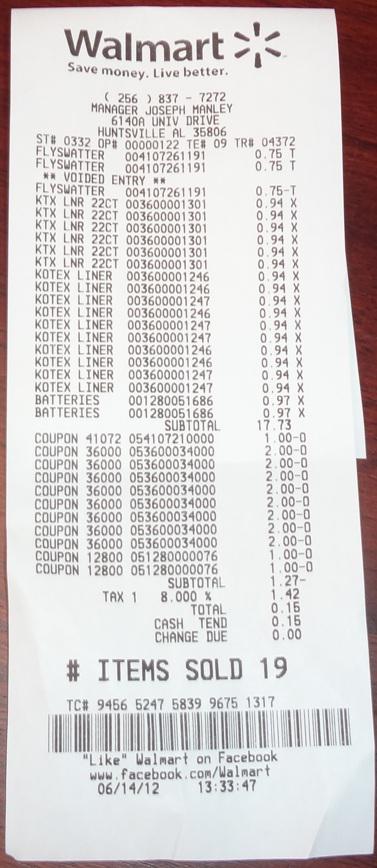 Walmart
Save money. Live better.
( 256 ) 837 - 7272
MANAGER JOSEPH MANLEY
6140A UNIV DRIVE
HUNTSVILLE AL 35806
ST# 0332 OP# 00000122 TE# 09 TR# 04372
FLYSWATTER 004107261191 0.75 T
FLYSWATTER 004107261191 0.75 T
** VOIDED ENTRY **
FLYSWATTER 004107261191 0.75-T
KTX LNR 22CT 003600001301 0.94 X
KTX LNR 22CT 003600001301 0.94 X
KTX LNR 22CT 003600001301 0.94 X
KTX LNR 22CT 003600001301 0.94 X
KTX LNR 22CT 003600001301 0.94 X
KTX LNR 22CT 003600001301 0.94 X
KOTEX LINER 003600001246 0.94 X
KOTEX LINER 003600001246 0.94 X
KOTEX LINER 003600001247 0.94 X
KOTEX LINER 003600001246 0.94 X
KOTEX LINER 003600001247 0.94 X
KOTEX LINER 003600001247 0.94 X
KOTEX LINER 003600001246 0.94 X
KOTEX LINER 003600001246 0.94 X
KOTEX LINER 003600001247 0.94 X
KOTEX LINER 003600001247 0.94 X
BATTERIES 001280051686 0.97 X
BATTERIES 001280051686 0.97 X
SUBTOTAL 17.73
COUPON 41072 054107210000 1.00-O
COUPON 36000 053600034000 2.00-O
COUPON 36000 053600034000 2.00-O
COUPON 36000 053600034000 2.00-O
COUPON 36000 053600034000 2.00-O
COUPON 36000 053600034000 2.00-O
COUPON 36000 053600034000 2.00-O
COUPON 36000 053600034000 2.00-O
COUPON 36000 053600034000 2.00-O
COUPON 12800 051280000076 1.00-O
COUPON 12800 051280000076 1.00-O
SUBTOTAL 1.27-
TAX 1 8.000 % 1.42
TOTAL 0.15
CASH TEND 0.15
CHANGE DUE 0.00
# ITEMS SOLD 19
TC# 9456 5247 5839 9675 1317
"Like" Walmart on Facebook
www.facebook.com/Walmart
06/14/12 13:33:47